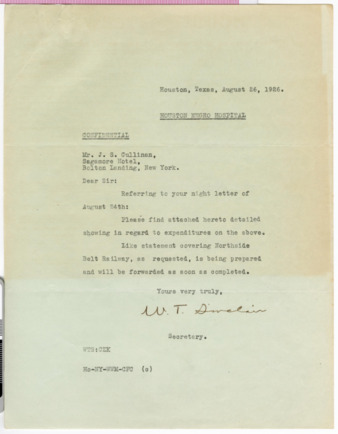 Houston, Texas, August 26, 1926.
HOUSTON NEGRO HOSPITAL
CONFIDENTIAL
Mr. J. S. Cullinan,
Sagamore Hotel,
Bolton Landing, New York.
Dear Sir:
Referring to your night letter of
August 24th:
Please find attached hereto detailed
showing in regard to expenditures on the above.
Like statement covering Northside
Belt Railway, as requested, is being prepared
and will be forwarded as soon as completed.
Yours very truly,
W. T. Sinclair
Secretary.